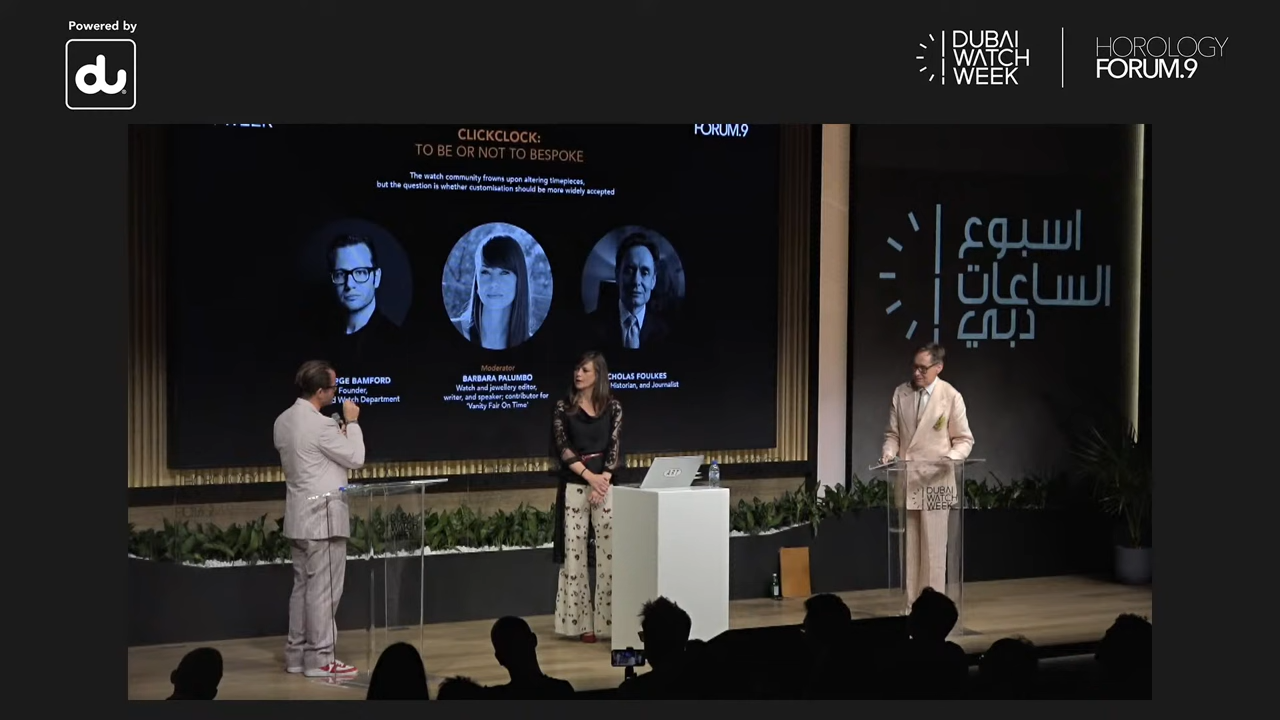 Powered by
du
DUBAI
WATCH
WEEK
HOROLOGY
FORUM.9
WEEK
FORUM.9
CLICKCLOCK:
TO BE OR NOT TO BESPOKE
The watch community frowns upon altering timepieces,
but the question is whether customisation should be more widely accepted
BAMFORD
Founder,
Watch Department
Moderator
BARBARA PALUMBO
Watch and jewellery editor,
writer, and speaker; contributor for
'Vanity Fair On Time'
FOULKES
Historian, and Journalist
اسبوع
الساعات
دبي
DUBAI
WATCH
WEEK